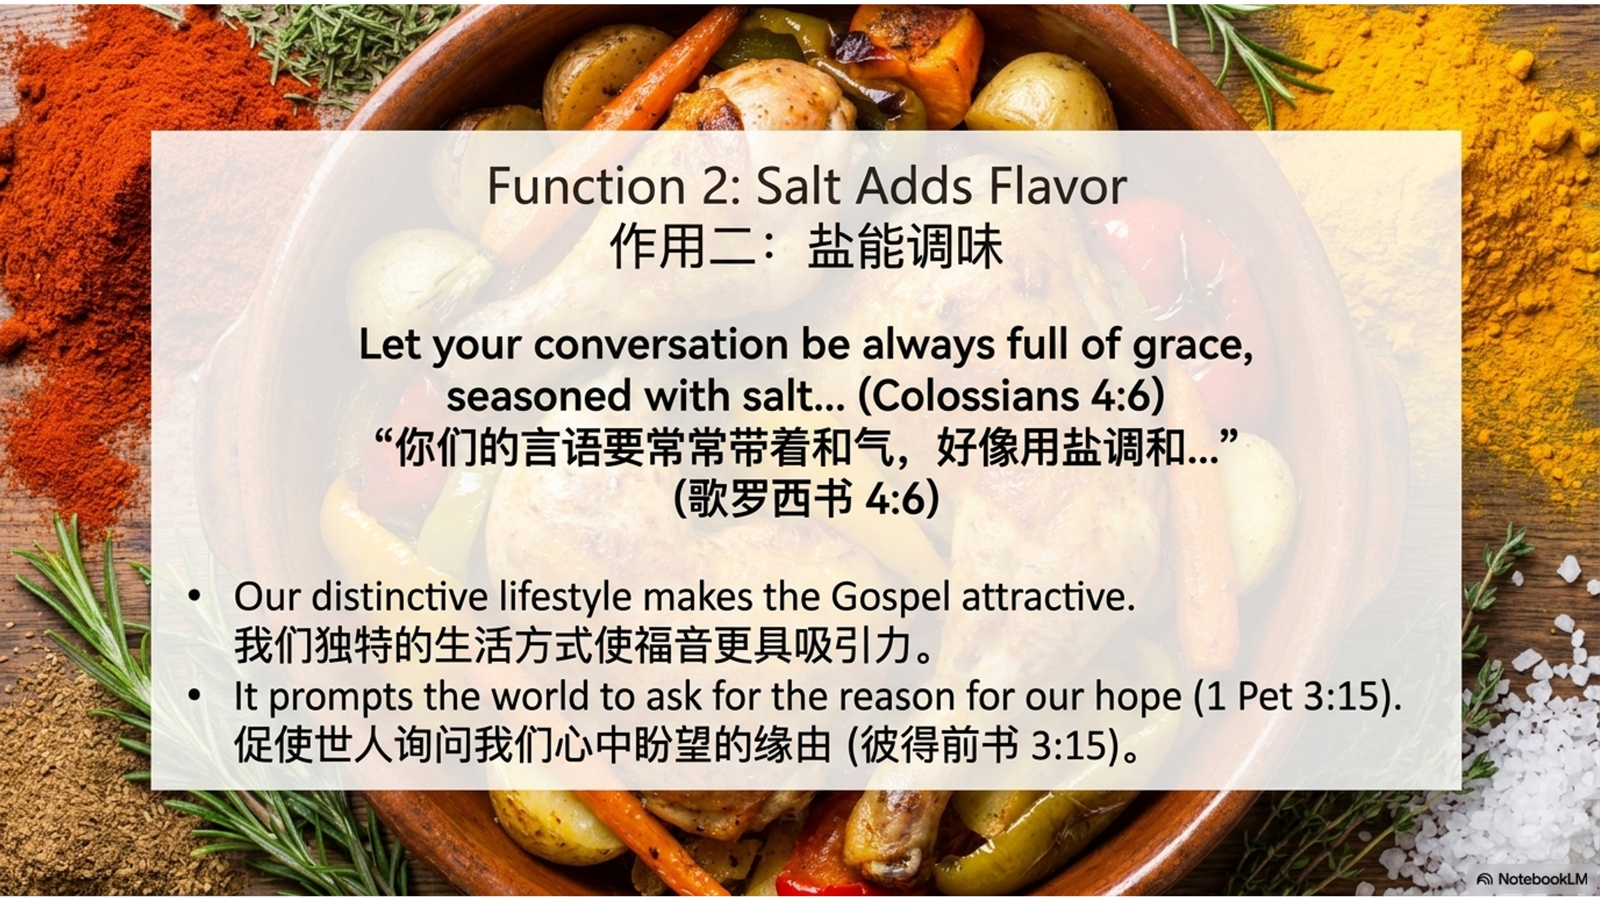 Function 2: Salt Adds Flavor
作用二：盐能调味
Let your conversation be always full of grace,
seasoned with salt... (Colossians 4:6)
“你们的言语要常常带着和气，好像用盐调和...”
(歌罗西书 4:6)
• Our distinctive lifestyle makes the Gospel attractive.
我们独特的生活方式使福音更具吸引力。
• It prompts the world to ask for the reason for our hope (1 Pet 3:15).
促使世人询问我们心中盼望的缘由 (彼得前书 3:15)。
NotebookLM